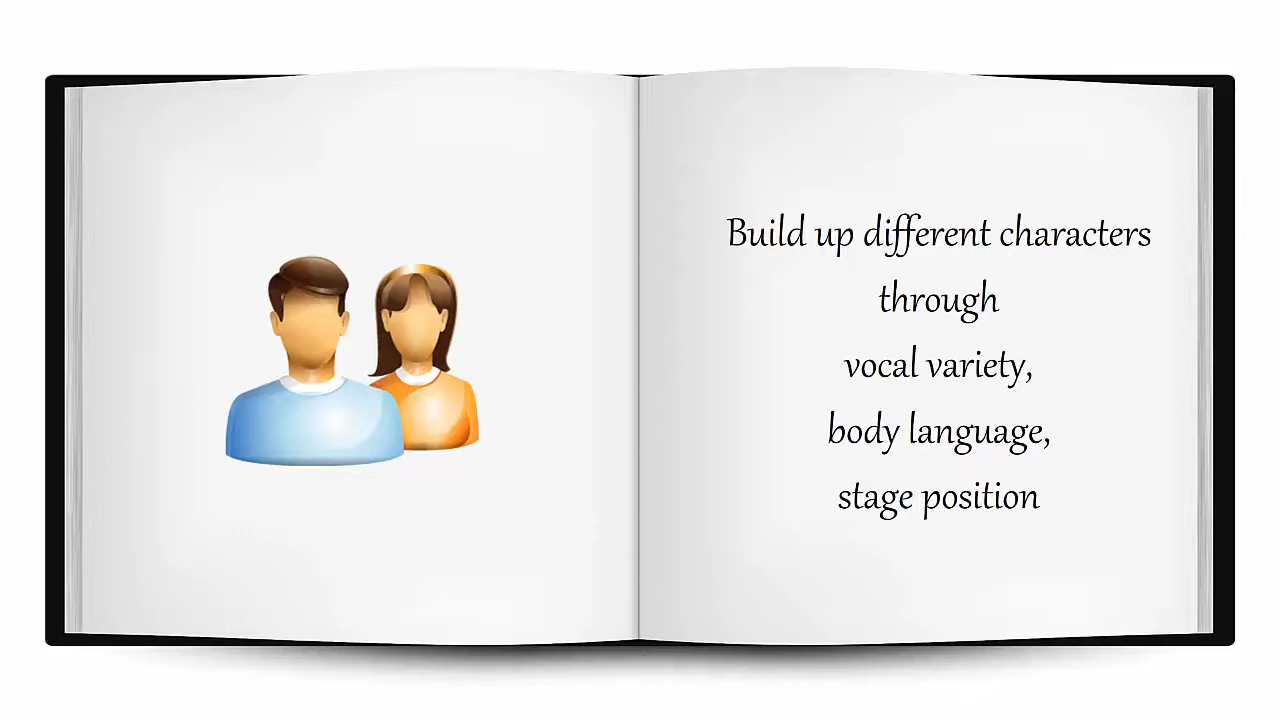 Build up different characters
through
vocal variety,
body language,
stage position